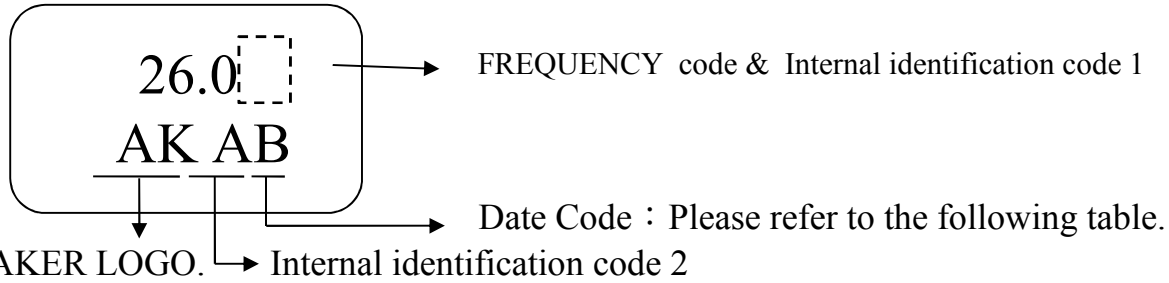 26.0
FREQUENCY code & Internal identification code 1
AK AB
Date Code：Please refer to the following table.
AKER LOGO.
Internal identification code 2